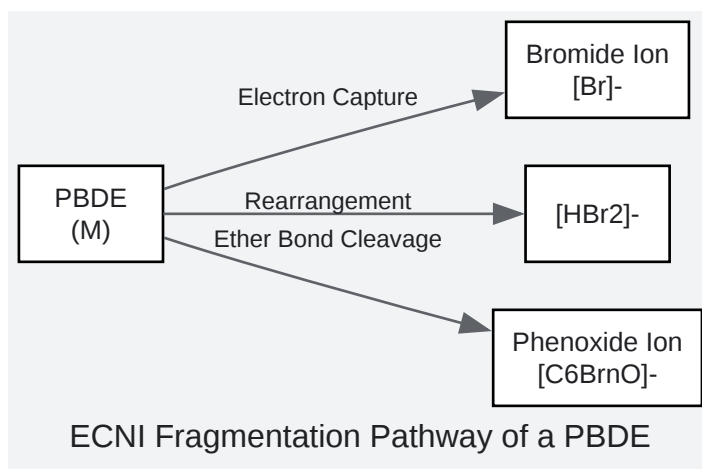 Bromide Ion
[Br]-
Electron Capture
PBDE
(M)
Rearrangement
[HBr2]-
Ether Bond Cleavage
Phenoxide Ion
[C6BrnO]-
ECNI Fragmentation Pathway of a PBDE